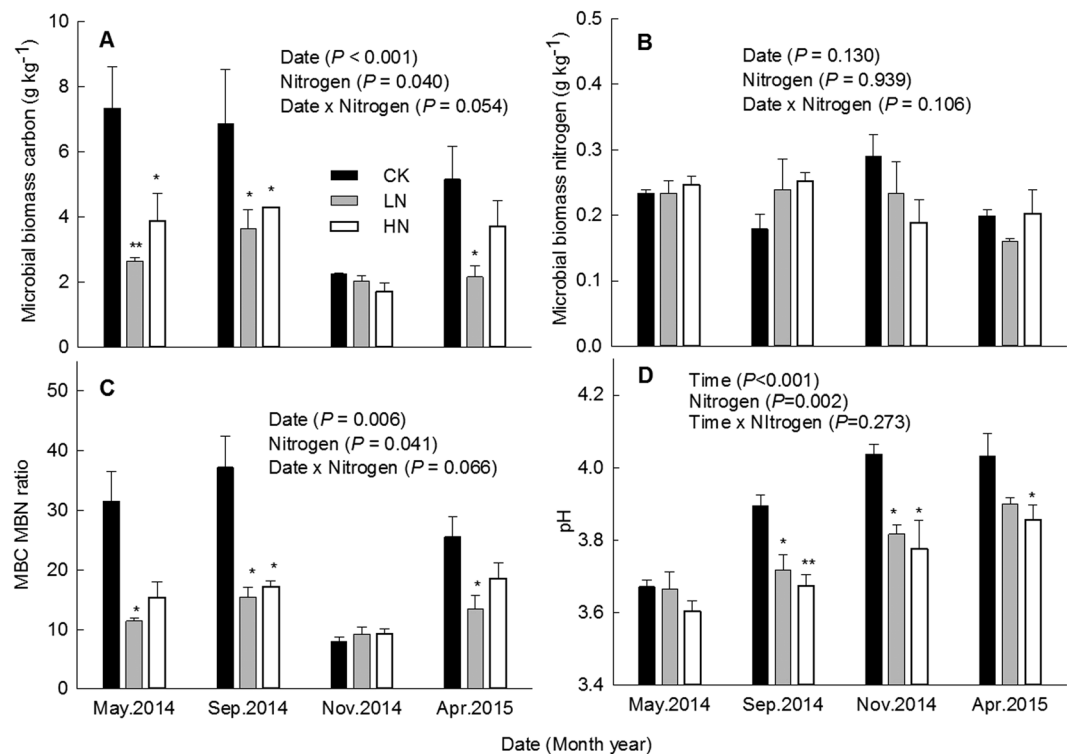 A
Microbial biomass carbon (g kg⁻¹)
10
8
6
4
2
0
Date (P < 0.001)
Nitrogen (P = 0.040)
Date x Nitrogen (P = 0.054)
CK
LN
HN
**
*
*
*
*
B
Microbial biomass nitrogen (g kg⁻¹)
0.5
0.4
0.3
0.2
0.1
0.0
Date (P = 0.130)
Nitrogen (P = 0.939)
Date x Nitrogen (P = 0.106)
C
MBC MBN ratio
50
40
30
20
10
0
Date (P = 0.006)
Nitrogen (P = 0.041)
Date x Nitrogen (P = 0.066)
*
*
*
*
May.2014 Sep.2014 Nov.2014 Apr.2015
D
pH
4.2
4.0
3.8
3.6
3.4
Time (P<0.001)
Nitrogen (P=0.002)
Time x NItrogen (P=0.273)
*
**
*
*
*
May.2014 Sep.2014 Nov.2014 Apr.2015
Date (Month year)